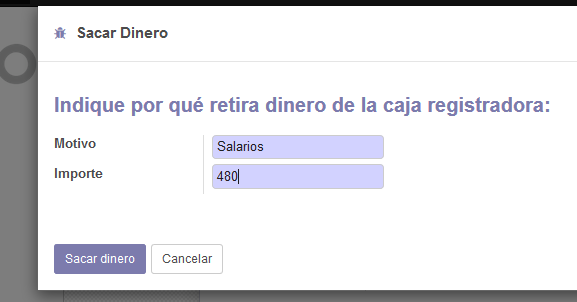 Sacar Dinero
Indique por qué retira dinero de la caja registradora:
Motivo Salarios
Importe 480
Sacar dinero Cancelar